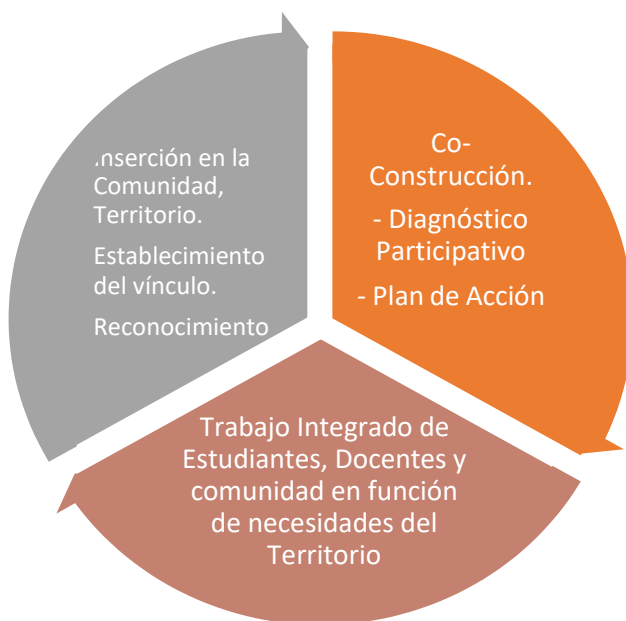 .nserción en la
Comunidad,
Territorio.
Establecimiento
del vínculo.
Reconocimiento
Co-
Construcción.
- Diagnóstico
Participativo
- Plan de Acción
Trabajo Integrado de
Estudiantes, Docentes y
comunidad en función
de necesidades del
Territorio